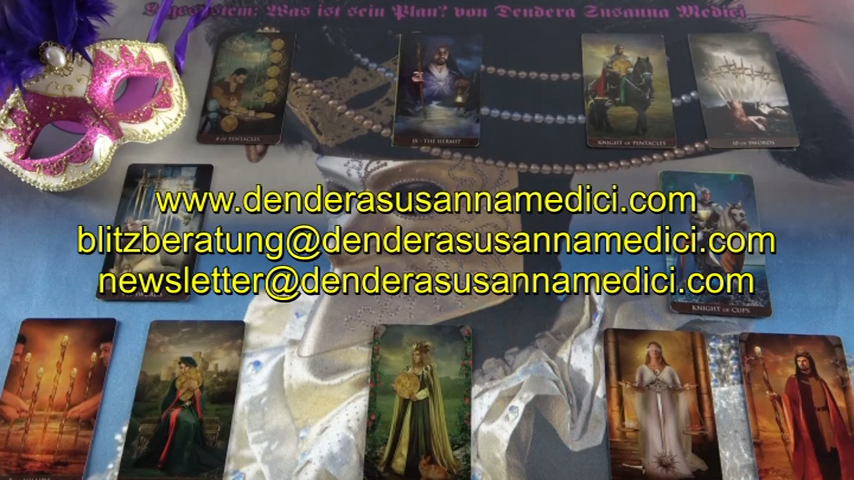 Legesystem: Was ist sein Plan? von Dendera Susanna Medici
8 OF PENTACLES
IX · THE HERMIT
KNIGHT OF PENTACLES
10 OF SWORDS
www.denderasusannamedici.com
blitzberatung@denderasusannamedici.com
newsletter@denderasusannamedici.com
KNIGHT OF CUPS